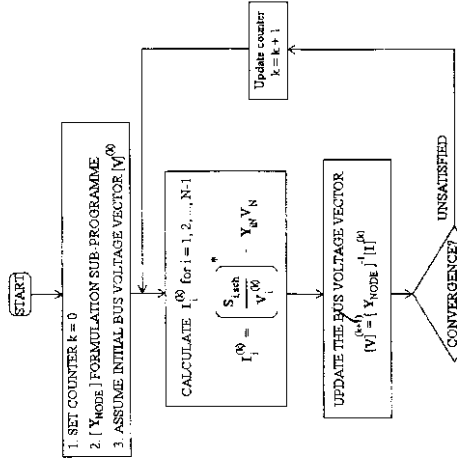 START
1. SET COUNTER k = 0
2. [ Y_NODE ] FORMULATION SUB-PROGRAMME
3. ASSUME INITIAL BUS VOLTAGE VECTOR [V]^(k)
CALCULATE I_i^(k) for i = 1, 2, ..., N-1
I_i^(k) = ( S_i,sch / V_i^(k) )^* - Y_iN V_N
UPDATE THE BUS VOLTAGE VECTOR
[V]^(k+1) = [ Y_NODE ]^-1 [I]^(k)
CONVERGENCE?
UNSATISFIED
Update counter
k = k + 1